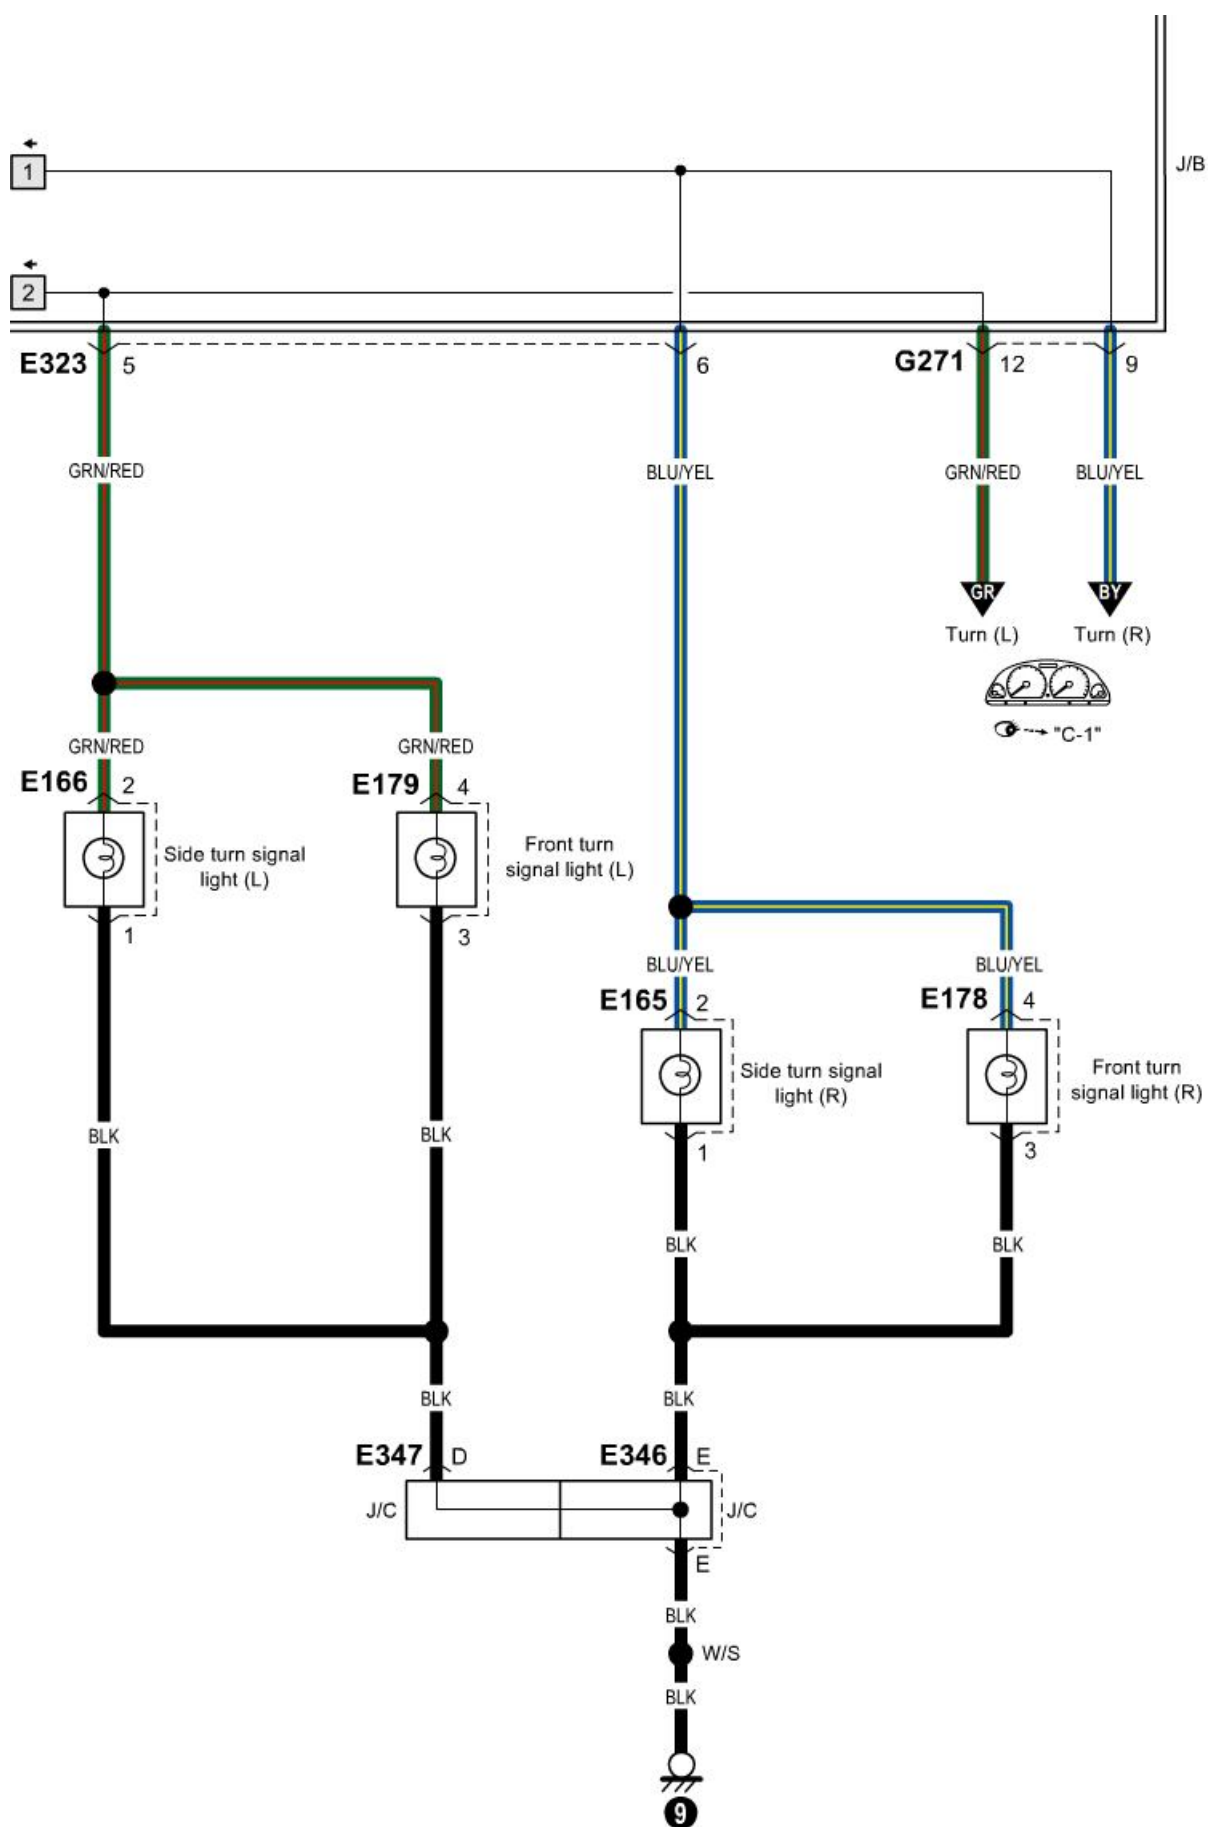 1
J/B
2
E323 5
6
G271 12
9
GRN/RED
BLU/YEL
GRN/RED
BLU/YEL
GR
BY
Turn (L)
Turn (R)
"C-1"
GRN/RED
GRN/RED
E166 2
E179 4
Side turn signal
light (L)
Front turn
signal light (L)
1
3
BLU/YEL
BLU/YEL
E165 2
E178 4
Side turn signal
light (R)
Front turn
signal light (R)
BLK
BLK
1
3
BLK
BLK
BLK
BLK
E347 D
E346 E
J/C
J/C
E
BLK
W/S
BLK
9